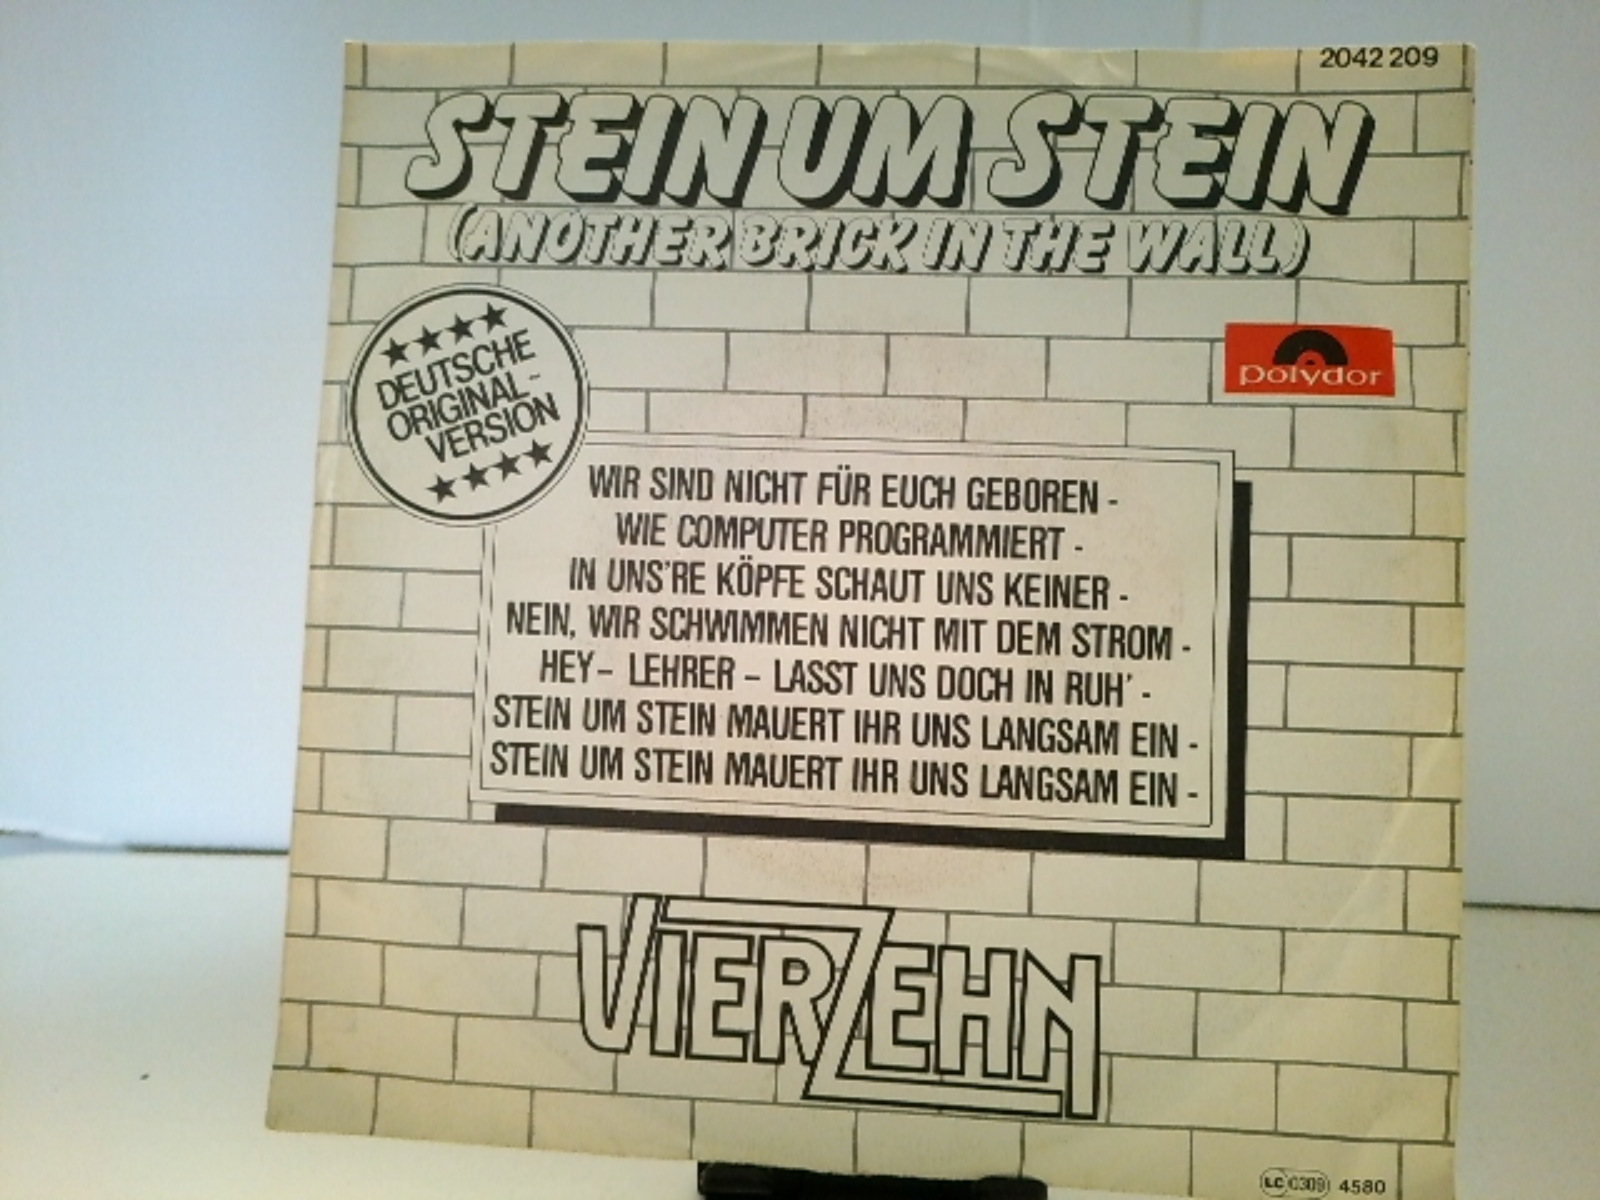 2042 209
STEIN UM STEIN
(ANOTHER BRICK IN THE WALL)
DEUTSCHE
ORIGINAL-
VERSION
polydor
WIR SIND NICHT FÜR EUCH GEBOREN -
WIE COMPUTER PROGRAMMIERT -
IN UNS'RE KÖPFE SCHAUT UNS KEINER -
NEIN, WIR SCHWIMMEN NICHT MIT DEM STROM -
HEY – LEHRER – LASST UNS DOCH IN RUH' -
STEIN UM STEIN MAUERT IHR UNS LANGSAM EIN -
STEIN UM STEIN MAUERT IHR UNS LANGSAM EIN -
VIERZEHN
LC 0309 4580